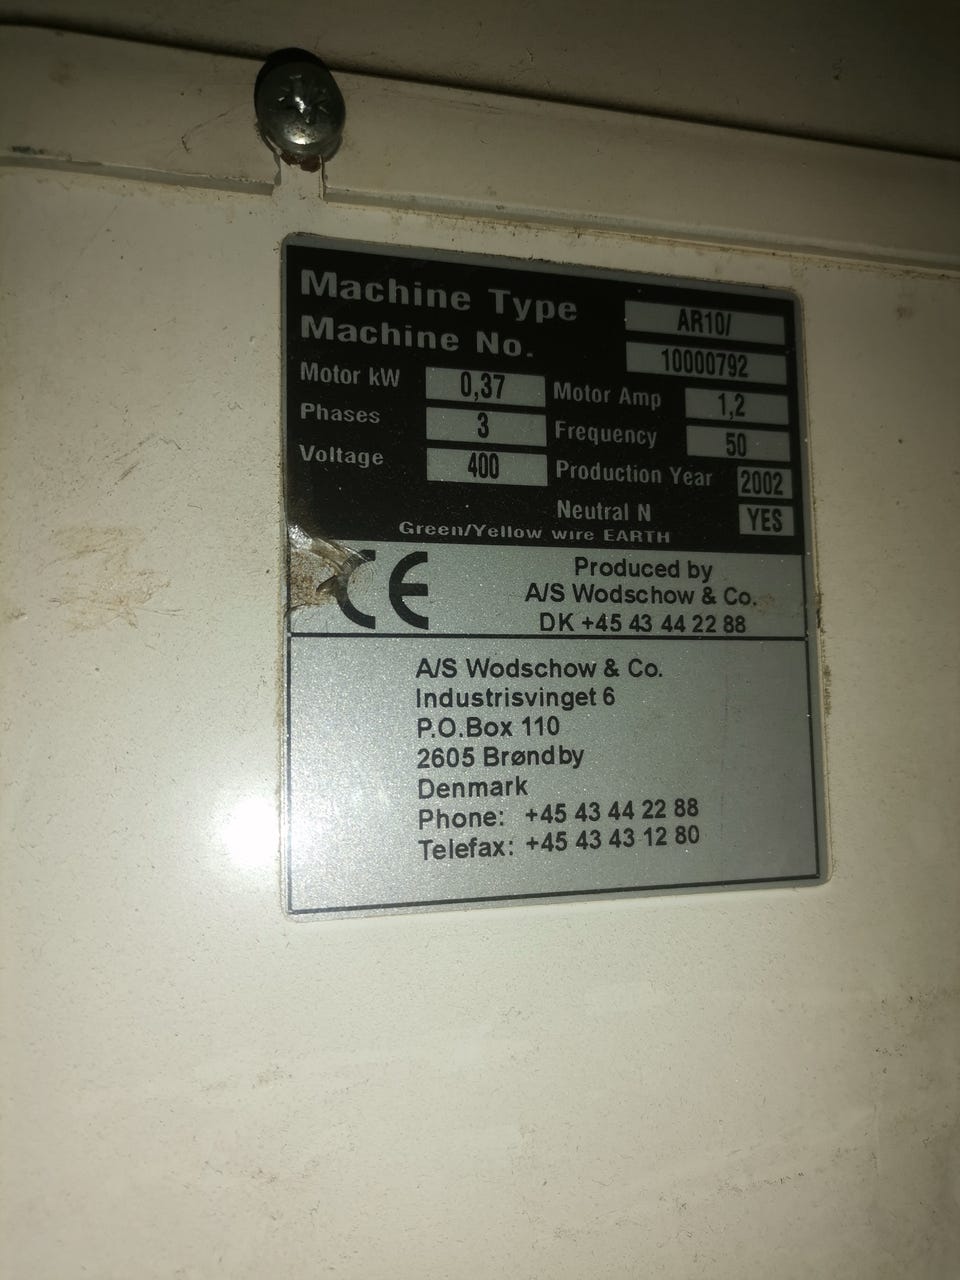 Machine Type AR10/
Machine No. 10000792
Motor kW 0,37 Motor Amp 1,2
Phases 3 Frequency 50
Voltage 400 Production Year 2002
Neutral N YES
Green/Yellow wire EARTH
CE
Produced by
A/S Wodschow & Co.
DK +45 43 44 22 88
A/S Wodschow & Co.
Industrisvinget 6
P.O.Box 110
2605 Brøndby
Denmark
Phone: +45 43 44 22 88
Telefax: +45 43 43 12 80